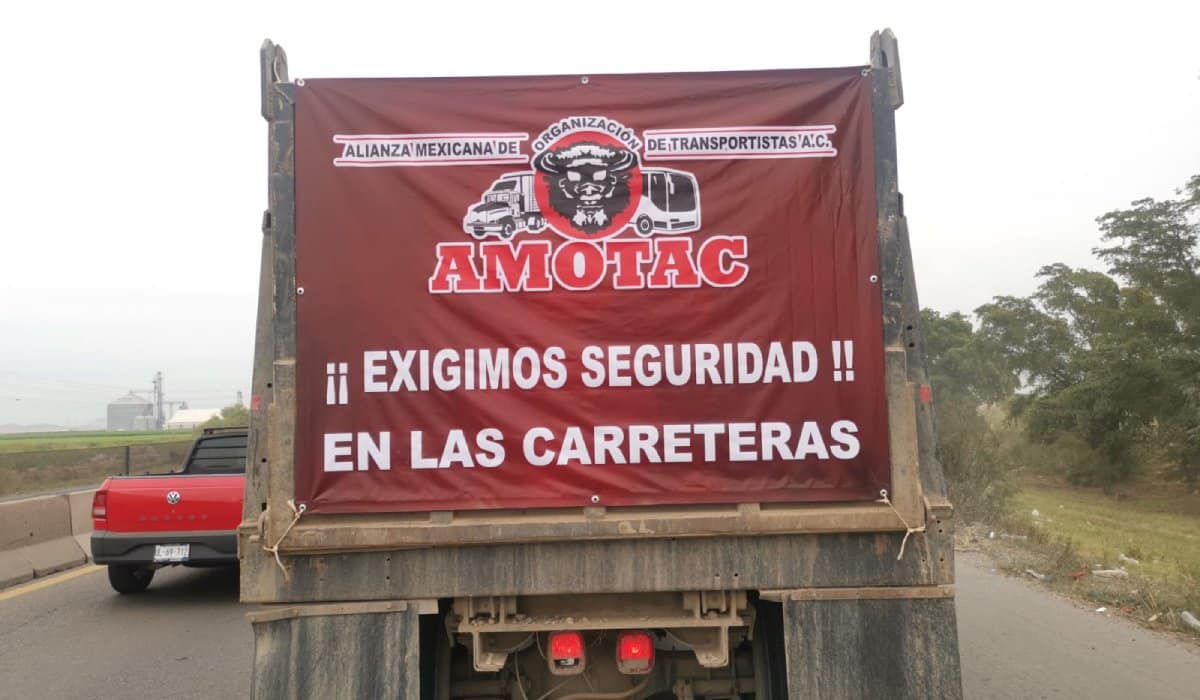 ALIANZA MEXICANA DE ORGANIZACIÓN DE TRANSPORTISTAS A.C.
AMOTAC
¡¡ EXIGIMOS SEGURIDAD !!
EN LAS CARRETERAS